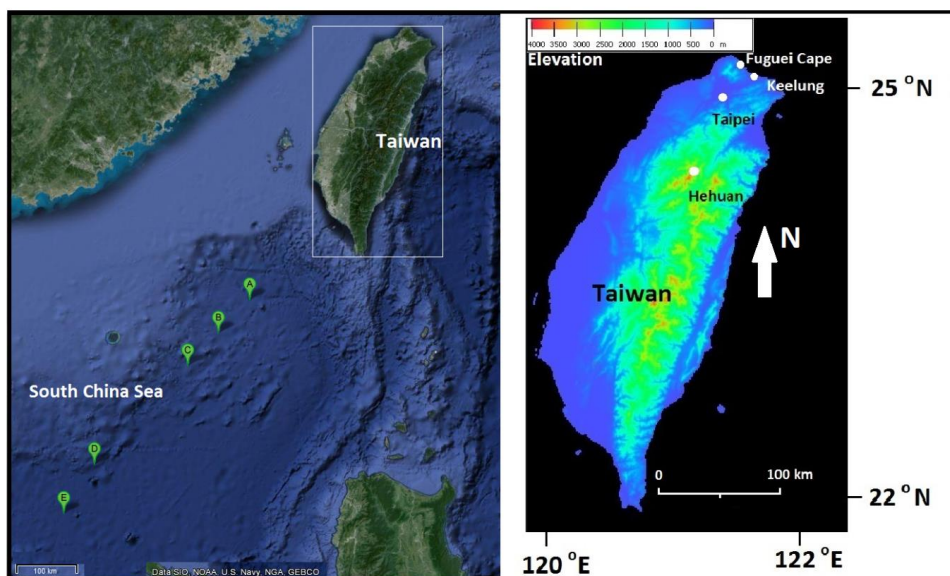 Taiwan
A
B
C
South China Sea
D
E
100 km
Data SIO, NOAA, U.S. Navy, NGA, GEBCO
4000 3500 3000 2500 2000 1500 1000 500 0 m
Elevation
Fuguei Cape
Keelung
25 °N
Taipei
Hehuan
N
Taiwan
0 100 km
22 °N
120 °E 122 °E